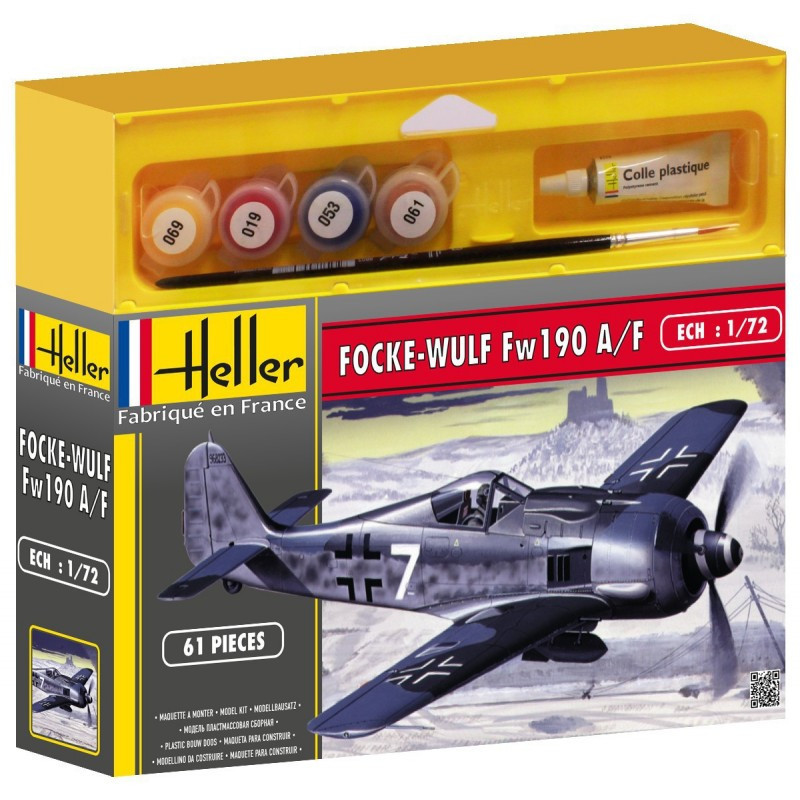 069
019
053
061
Heller
Heller
Colle plastique
Heller
Fabriqué en France
FOCKE-WULF
Fw190 A/F
ECH : 1/72
Heller
Fabriqué en France
FOCKE-WULF Fw190 A/F
ECH : 1/72
7
61 PIECES
• MAQUETTE A MONTER • MODEL KIT • MODELLBAUSATZ •
• МОДЕЛЬ ПЛАСТМАССОВАЯ СБОРНАЯ •
• PLASTIC BOUW DOOS • MAQUETA PARA CONSTRUIR •
MODELLINO DA COSTRUIRE • MAQUETE PARA CONSTRUIR •